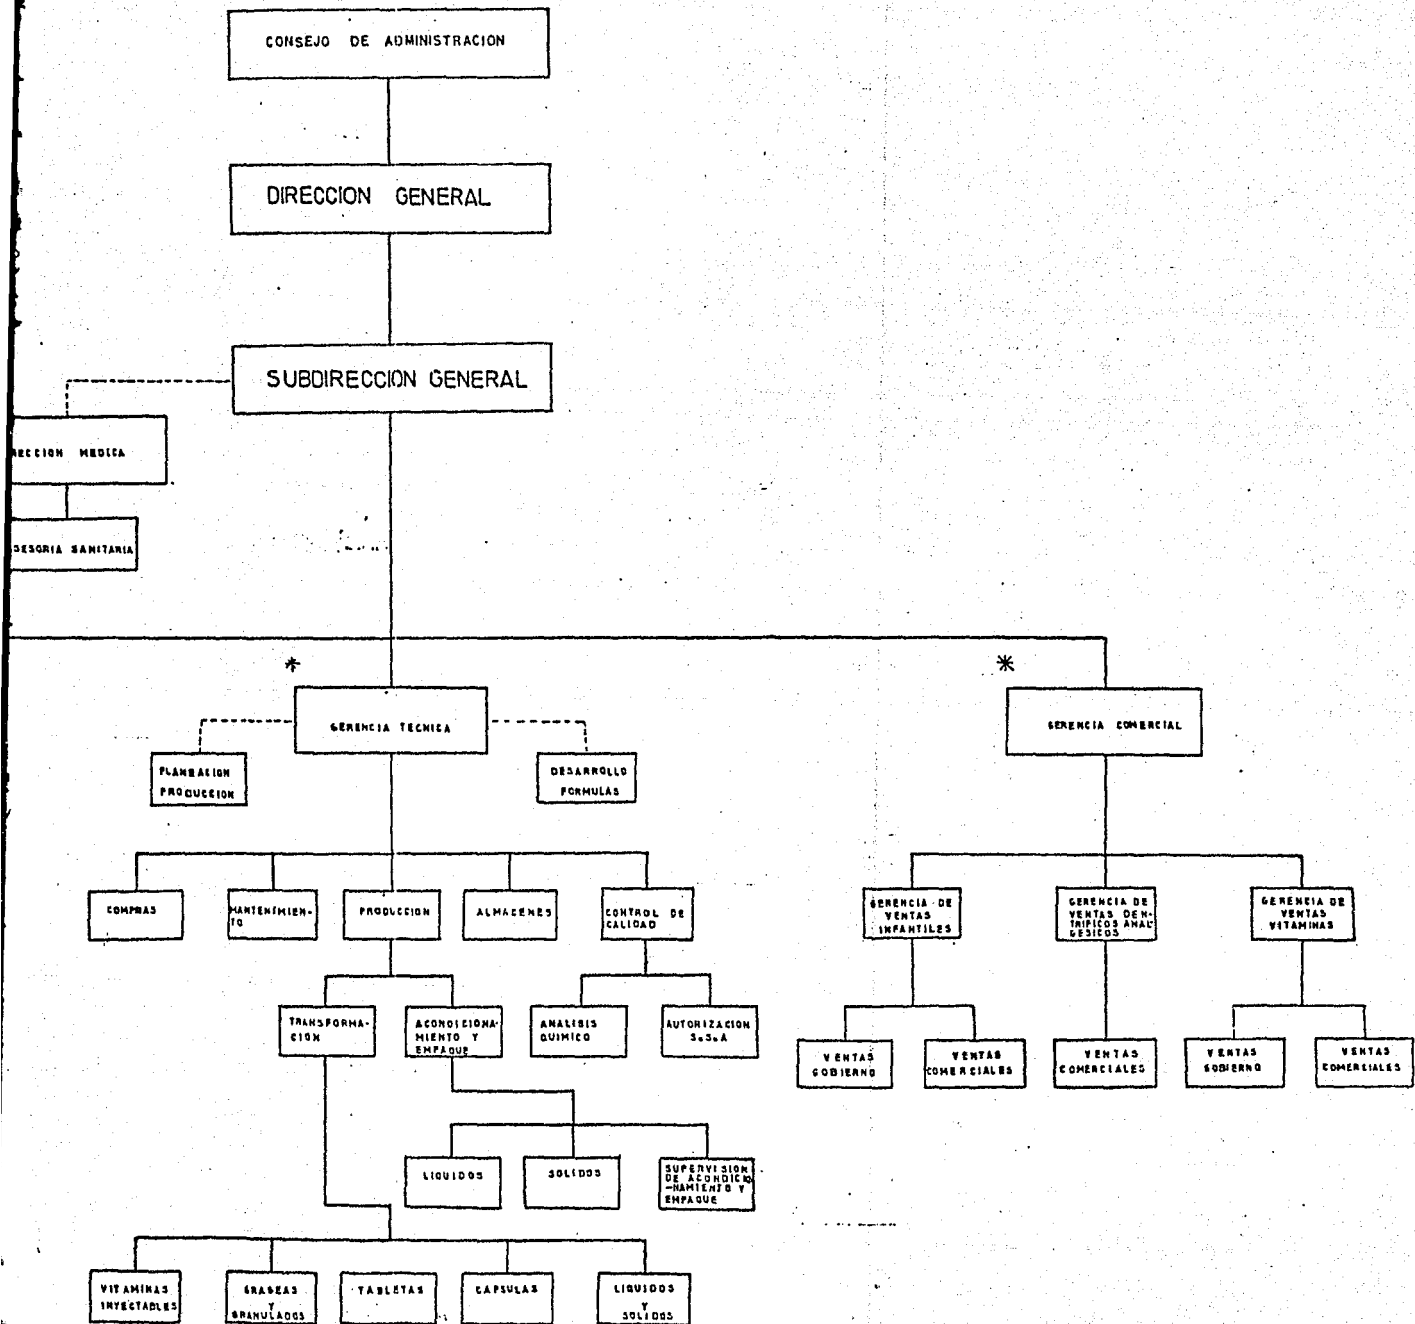 CONSEJO DE ADMINISTRACION
DIRECCION GENERAL
SUBDIRECCION GENERAL
RECCION MEDICA
SESORIA SANITARIA
*
*
GERENCIA TECNICA
GERENCIA COMERCIAL
PLANEACION
PRODUCCION
DESARROLLO
FORMULAS
COMPRAS
MANTENIMIEN-
TO
PRODUCCION
ALMACENES
CONTROL DE
CALIDAD
GERENCIA DE
VENTAS
INFANTILES
GERENCIA DE
VENTAS DEN-
TRIFICOS ANAL-
GESICOS
GERENCIA DE
VENTAS
VITAMINAS
TRANSFORMA-
CION
ACONDICIONA-
MIENTO Y
EMPAQUE
ANALISIS
QUIMICO
AUTORIZACION
S.S.A
VENTAS
GOBIERNO
VENTAS
COMERCIALES
VENTAS
COMERCIALES
VENTAS
GOBIERNO
VENTAS
COMERCIALES
LIQUIDOS
SOLIDOS
SUPERVISION
DE ACONDICIO
-NAMIENTO Y
EMPAQUE
VITAMINAS
INYECTABLES
GRAGEAS
Y
GRANULADOS
TABLETAS
CAPSULAS
LIQUIDOS
Y
SOLIDOS